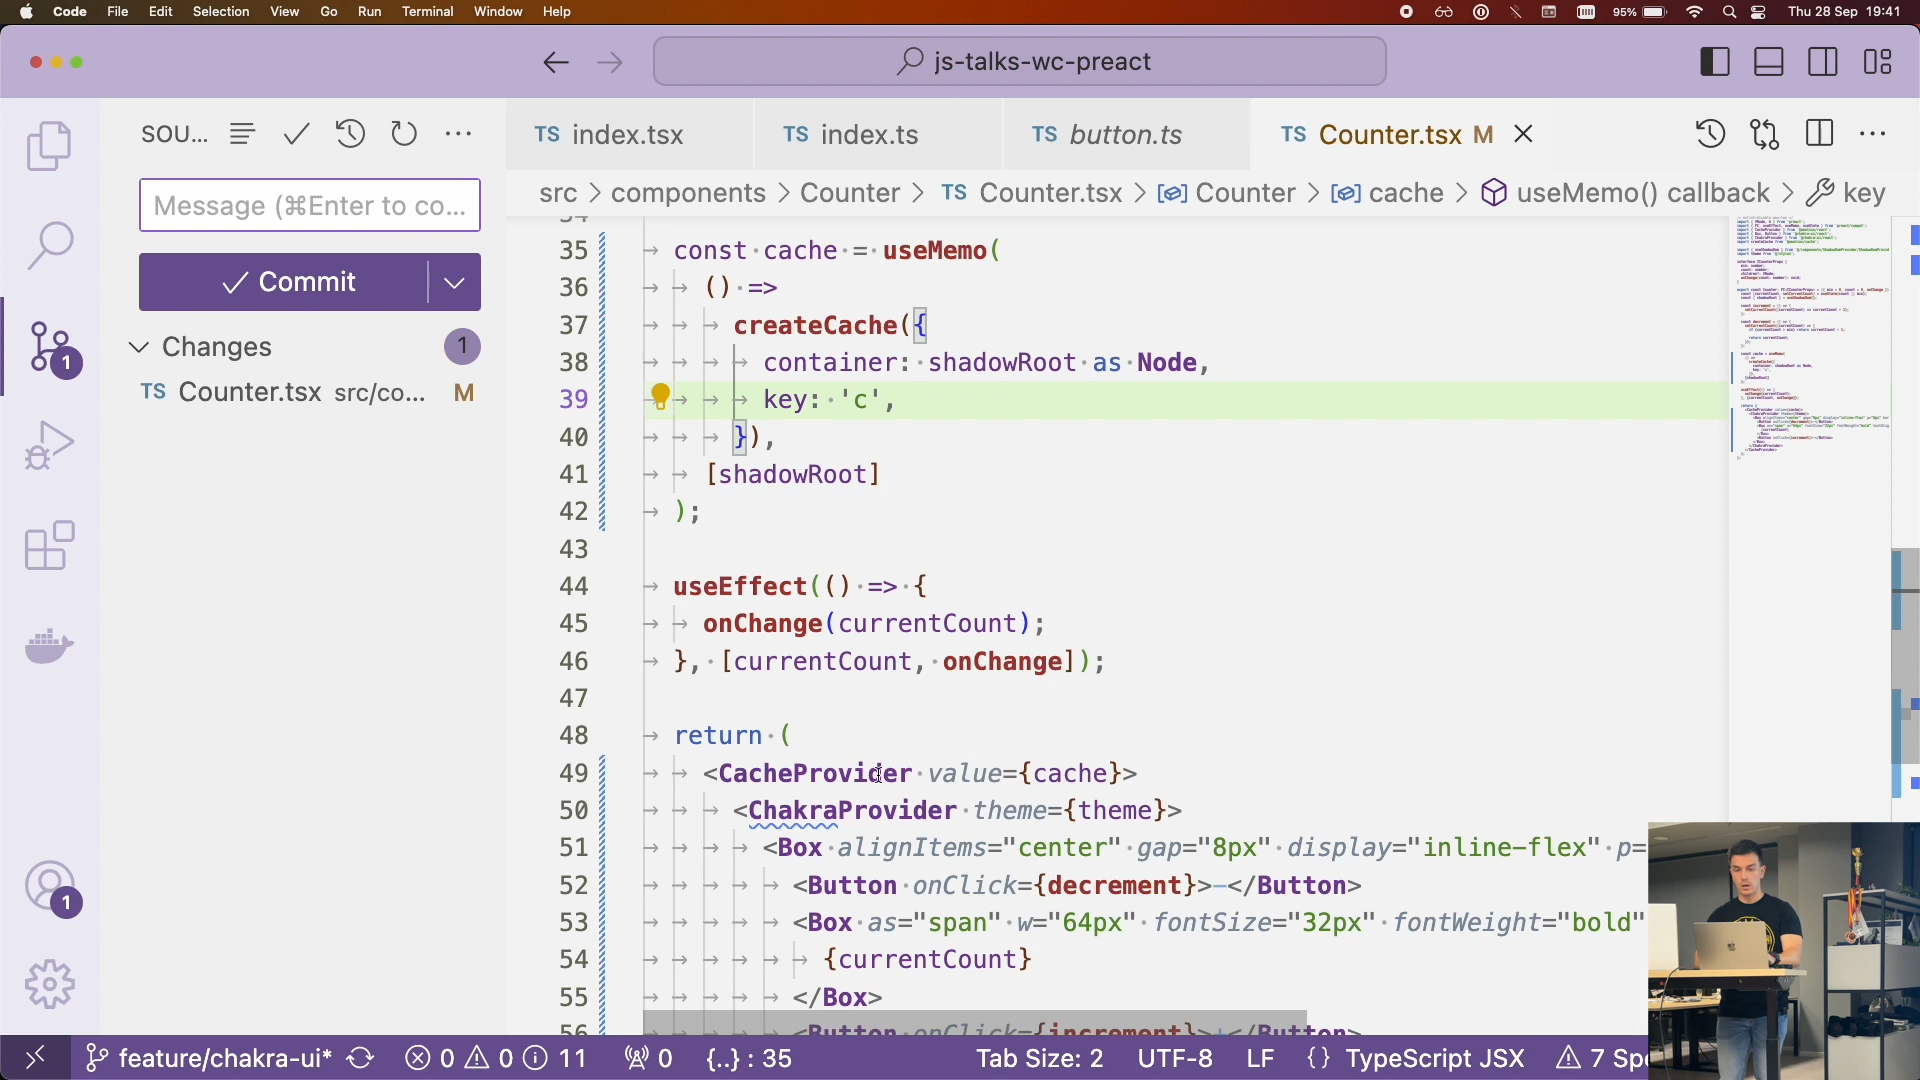 Code File Edit Selection View Go Run Terminal Window Help 95% Thu 28 Sep 19:41
js-talks-wc-preact
SOU...
TS index.tsx TS index.ts TS button.ts TS Counter.tsx M
src > components > Counter > TS Counter.tsx > Counter > cache > useMemo() callback > key
Message (⌘Enter to co...
Commit
Changes 1
TS Counter.tsx src/co... M
1
1
35 const cache = useMemo(
36 () =>
37 createCache({
38 container: shadowRoot as Node,
39 key: 'c',
40 }),
41 [shadowRoot]
42 );
43
44 useEffect(() => {
45 onChange(currentCount);
46 }, [currentCount, onChange]);
47
48 return (
49 <CacheProvider value={cache}>
50 <ChakraProvider theme={theme}>
51 <Box alignItems="center" gap="8px" display="inline-flex" p=
52 <Button onClick={decrement}>-</Button>
53 <Box as="span" w="64px" fontSize="32px" fontWeight="bold"
54 {currentCount}
55 </Box>
56 <Button onClick={increment}>+</Button>
feature/chakra-ui* 0 0 11 0 {..} : 35 Tab Size: 2 UTF-8 LF {} TypeScript JSX 7 Spe